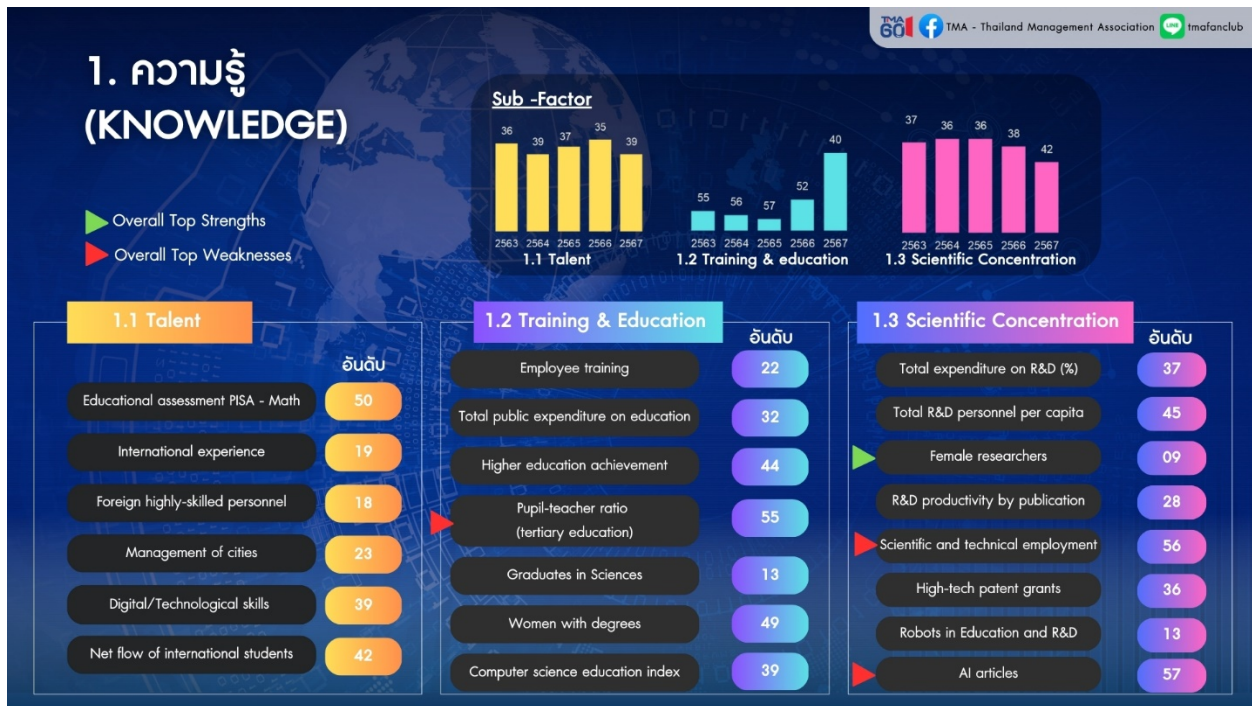 TMA
60
TMA - Thailand Management Association
LINE
tmafanclub
1. ความรู้
(KNOWLEDGE)
Overall Top Strengths
Overall Top Weaknesses
Sub -Factor
36 39 37 35 39
2563 2564 2565 2566 2567
1.1 Talent
55 56 57 52 40
2563 2564 2565 2566 2567
1.2 Training & education
37 36 36 38 42
2563 2564 2565 2566 2567
1.3 Scientific Concentration
1.1 Talent
อันดับ
Educational assessment PISA - Math 50
International experience 19
Foreign highly-skilled personnel 18
Management of cities 23
Digital/Technological skills 39
Net flow of international students 42
1.2 Training & Education
อันดับ
Employee training 22
Total public expenditure on education 32
Higher education achievement 44
Pupil-teacher ratio
(tertiary education) 55
Graduates in Sciences 13
Women with degrees 49
Computer science education index 39
1.3 Scientific Concentration
อันดับ
Total expenditure on R&D (%) 37
Total R&D personnel per capita 45
Female researchers 09
R&D productivity by publication 28
Scientific and technical employment 56
High-tech patent grants 36
Robots in Education and R&D 13
AI articles 57